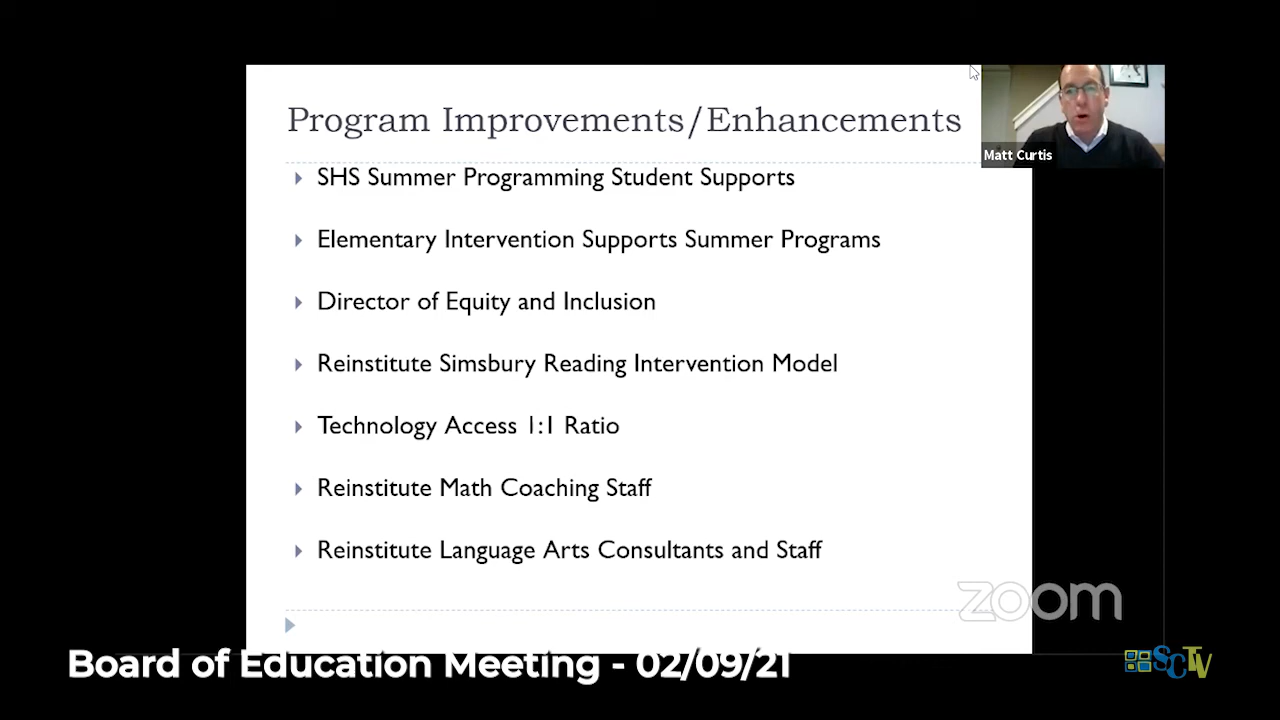 Program Improvements/Enhancements
Matt Curtis
SHS Summer Programming Student Supports
Elementary Intervention Supports Summer Programs
Director of Equity and Inclusion
Reinstitute Simsbury Reading Intervention Model
Technology Access 1:1 Ratio
Reinstitute Math Coaching Staff
Reinstitute Language Arts Consultants and Staff
zoom
Board of Education Meeting - 02/09/21
SCTV